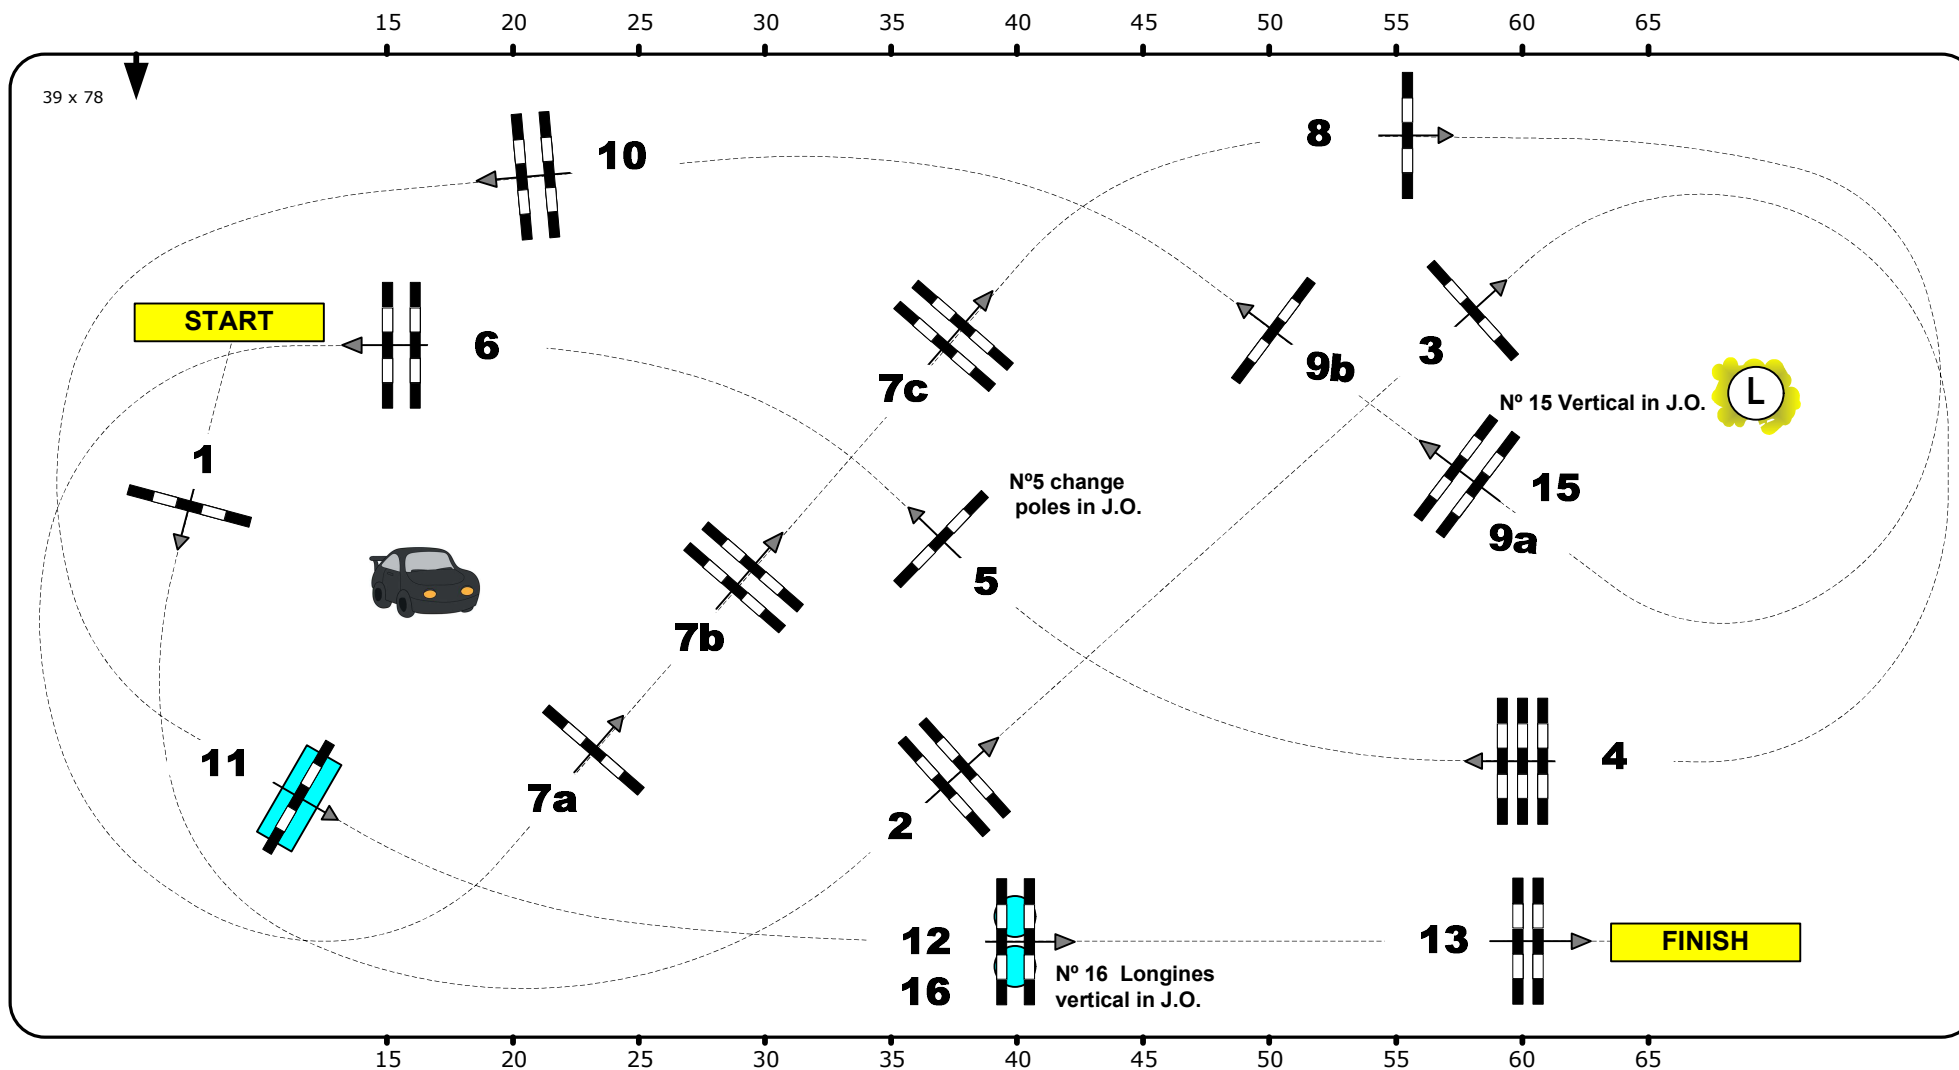 15 20 25 30 35 40 45 50 55 60 65
39 x 78
10
8
START
6
7c
9b
3
Nº 15 Vertical in J.O.
L
1
Nº5 change
poles in J.O.
15
9a
5
7b
11
7a
2
4
12
13
FINISH
16
Nº 16 Longines
vertical in J.O.
15 20 25 30 35 40 45 50 55 60 65